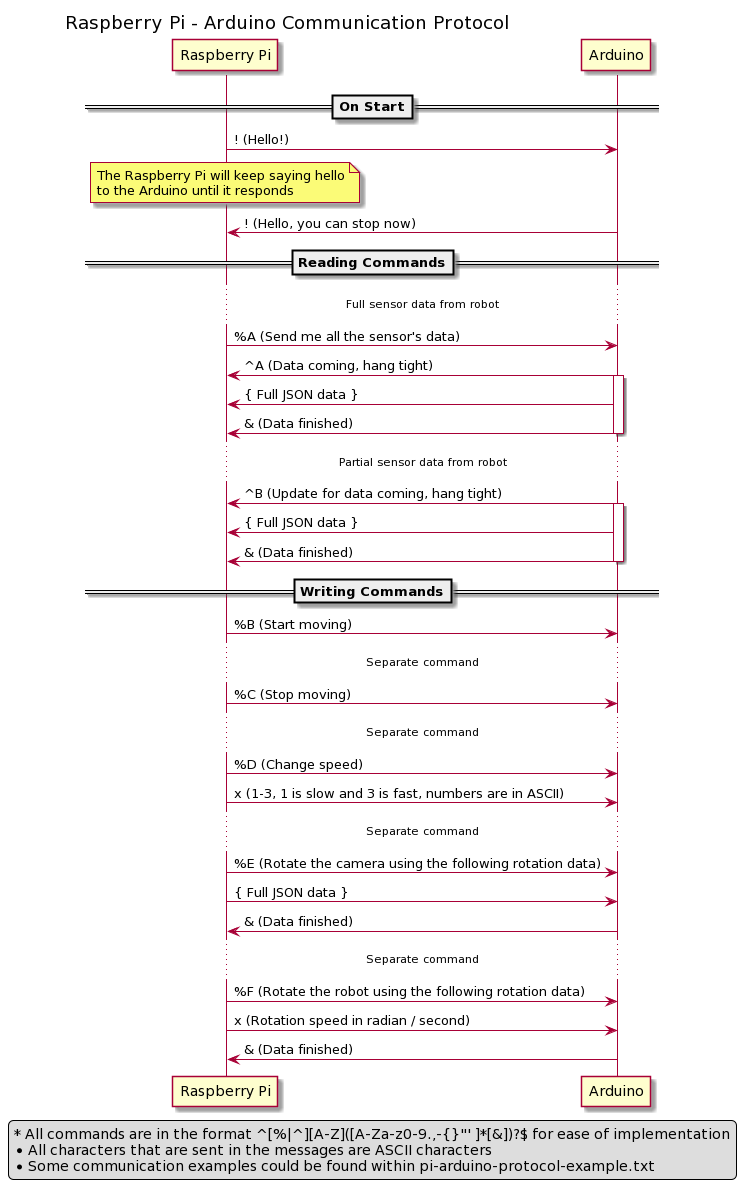 Raspberry Pi - Arduino Communication Protocol
Raspberry Pi
Arduino
On Start
! (Hello!)
The Raspberry Pi will keep saying hello
to the Arduino until it responds
! (Hello, you can stop now)
Reading Commands
Full sensor data from robot
%A (Send me all the sensor's data)
^A (Data coming, hang tight)
{ Full JSON data }
& (Data finished)
Partial sensor data from robot
^B (Update for data coming, hang tight)
{ Full JSON data }
& (Data finished)
Writing Commands
%B (Start moving)
Separate command
%C (Stop moving)
Separate command
%D (Change speed)
x (1-3, 1 is slow and 3 is fast, numbers are in ASCII)
Separate command
%E (Rotate the camera using the following rotation data)
{ Full JSON data }
& (Data finished)
Separate command
%F (Rotate the robot using the following rotation data)
x (Rotation speed in radian / second)
& (Data finished)
Raspberry Pi
Arduino
* All commands are in the format ^[%|^][A-Z]([A-Za-z0-9.,-{}"' ]*[&])?$ for ease of implementation
• All characters that are sent in the messages are ASCII characters
• Some communication examples could be found within pi-arduino-protocol-example.txt